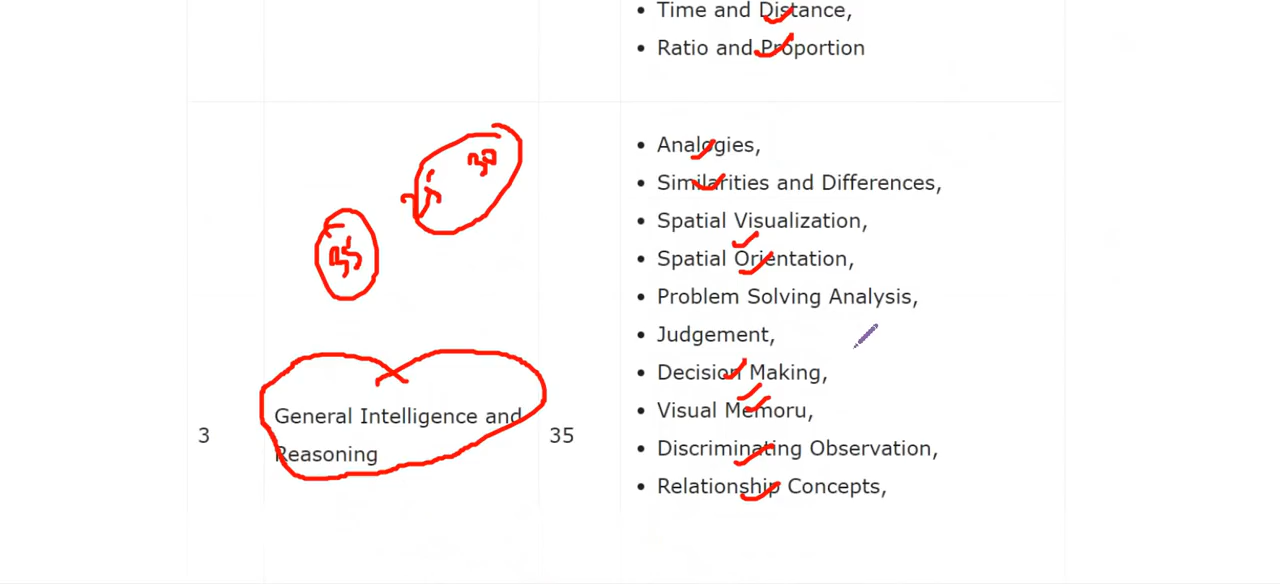 Time and Distance,
Ratio and Proportion
Analogies,
Similarities and Differences,
Spatial Visualization,
Spatial Orientation,
Problem Solving Analysis,
Judgement,
Decision Making,
Visual Memoru,
Discriminating Observation,
Relationship Concepts,
3
General Intelligence and
Reasoning
35